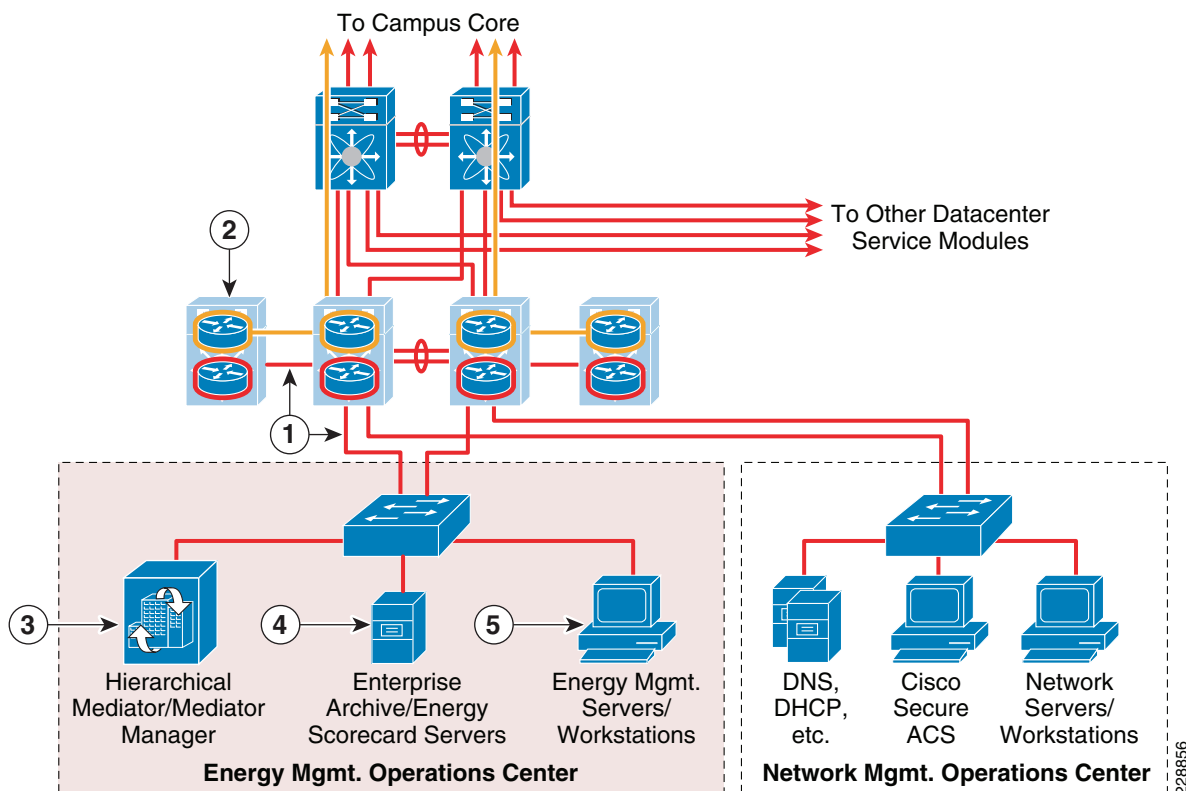 To Campus Core
To Other Datacenter
Service Modules
2
1
3
4
5
Hierarchical
Mediator/Mediator
Manager
Enterprise
Archive/Energy
Scorecard Servers
Energy Mgmt.
Servers/
Workstations
Energy Mgmt. Operations Center
DNS,
DHCP,
etc.
Cisco
Secure
ACS
Network
Servers/
Workstations
Network Mgmt. Operations Center
228856